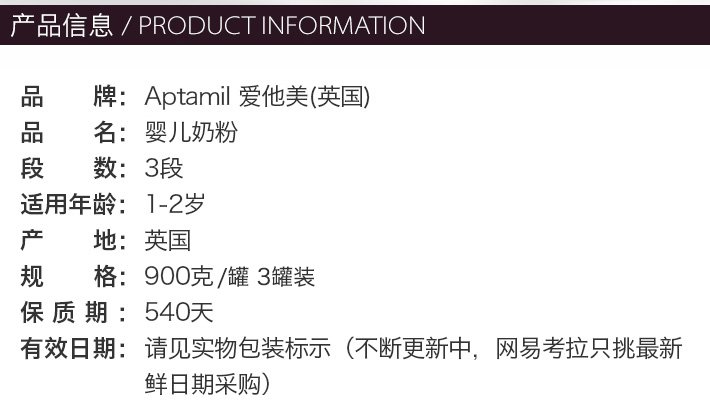 产品信息 / PRODUCT INFORMATION
品　　牌：Aptamil 爱他美(英国)
品　　名：婴儿奶粉
段　　数：3段
适用年龄：1-2岁
产　　地：英国
规　　格：900克/罐 3罐装
保 质 期 ：540天
有效日期：请见实物包装标示（不断更新中，网易考拉只挑最新
鲜日期采购）